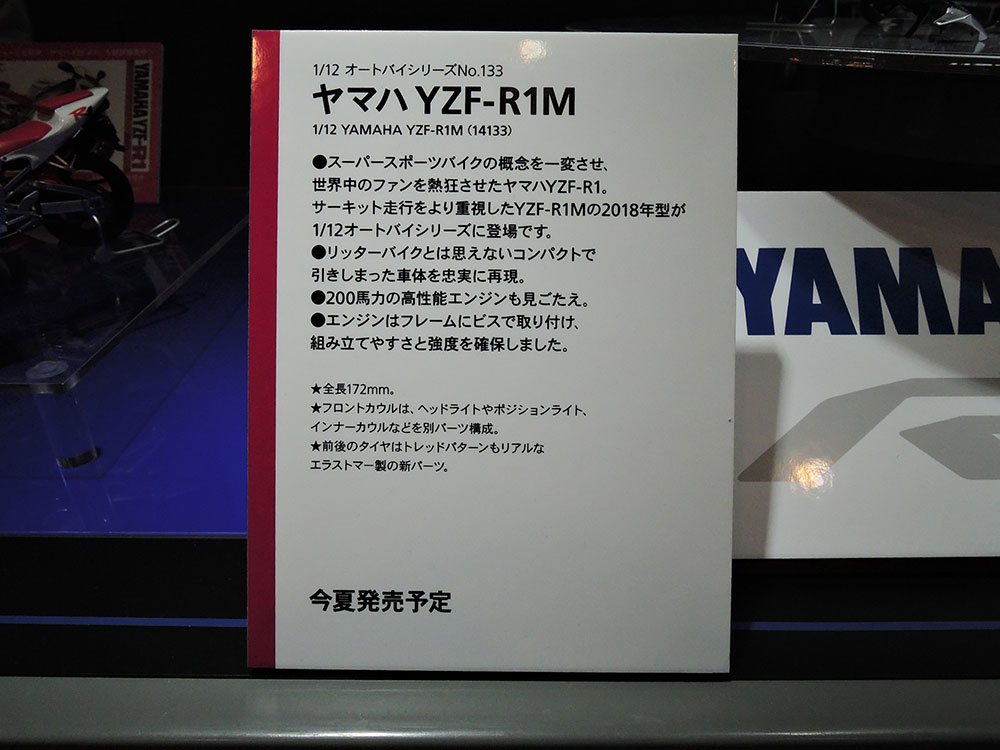 1/12 オートバイシリーズNo.133
ヤマハ YZF-R1M
1/12 YAMAHA YZF-R1M（14133）
●スーパースポーツバイクの概念を一変させ、
世界中のファンを熱狂させたヤマハYZF-R1。
サーキット走行をより重視したYZF-R1Mの2018年型が
1/12オートバイシリーズに登場です。
●リッターバイクとは思えないコンパクトで
引きしまった車体を忠実に再現。
●200馬力の高性能エンジンも見ごたえ。
●エンジンはフレームにビスで取り付け、
組み立てやすさと強度を確保しました。
★全長172mm。
★フロントカウルは、ヘッドライトやポジションライト、
インナーカウルなどを別パーツ構成。
★前後のタイヤはトレッドパターンもリアルな
エラストマー製の新パーツ。
今夏発売予定
YAMAHA YZF-R1
YAMA